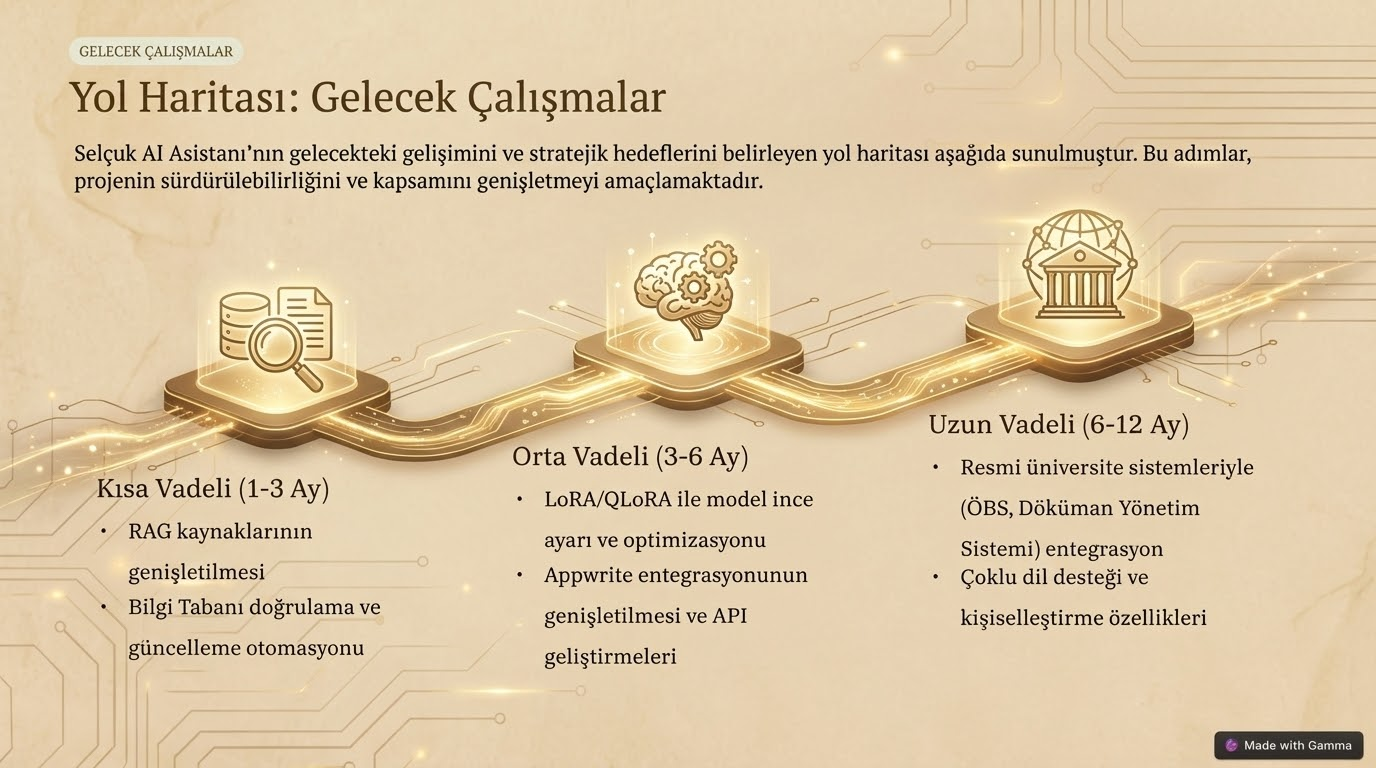 GELECEK ÇALIŞMALAR
Yol Haritası: Gelecek Çalışmalar
Selçuk AI Asistanı'nın gelecekteki gelişimini ve stratejik hedeflerini belirleyen yol haritası aşağıda sunulmuştur. Bu adımlar,
projenin sürdürülebilirliğini ve kapsamını genişletmeyi amaçlamaktadır.
Kısa Vadeli (1-3 Ay)
• RAG kaynaklarının
genişletilmesi
• Bilgi Tabanı doğrulama ve
güncelleme otomasyonu
Orta Vadeli (3-6 Ay)
• LoRA/QLoRA ile model ince
ayarı ve optimizasyonu
• Appwrite entegrasyonunun
genişletilmesi ve API
geliştirmeleri
Uzun Vadeli (6-12 Ay)
• Resmi üniversite sistemleriyle
(ÖBS, Döküman Yönetim
Sistemi) entegrasyon
• Çoklu dil desteği ve
kişiselleştirme özellikleri
Made with Gamma